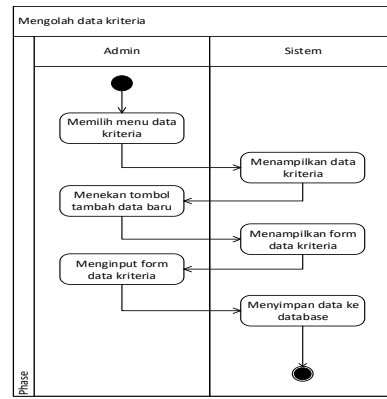 Mengolah data kriteria
Admin
Sistem
Memilih menu data
kriteria
Menampilkan data
kriteria
Menekan tombol
tambah data baru
Menampilkan form
data kriteria
Menginput form
data kriteria
Menyimpan data ke
database
Phase